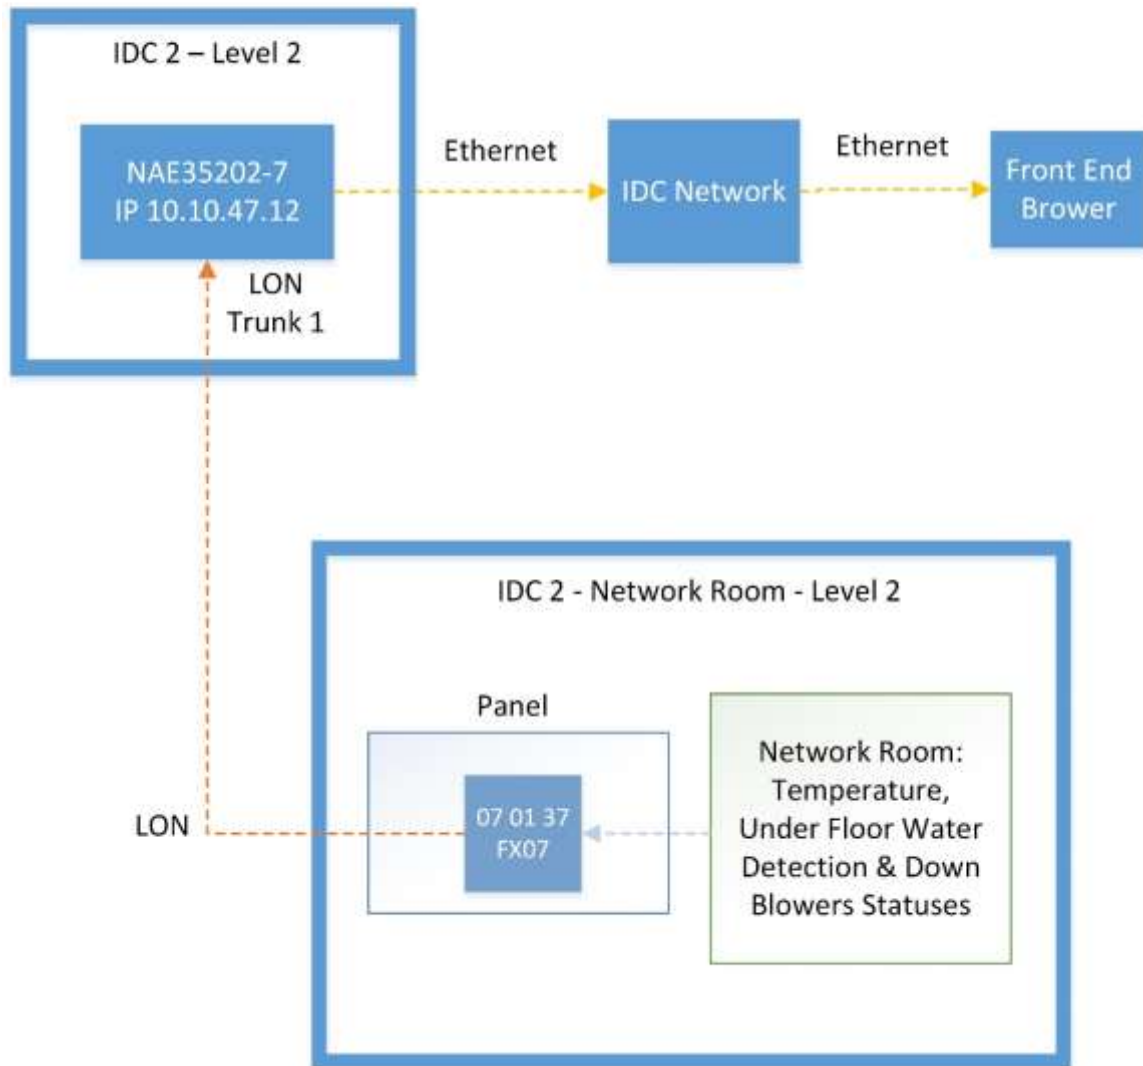 IDC 2 – Level 2
NAE35202-7
IP 10.10.47.12
Ethernet
IDC Network
Ethernet
Front End
Brower
LON
Trunk 1
IDC 2 - Network Room - Level 2
Panel
07 01 37
FX07
Network Room:
Temperature,
Under Floor Water
Detection & Down
Blowers Statuses
LON